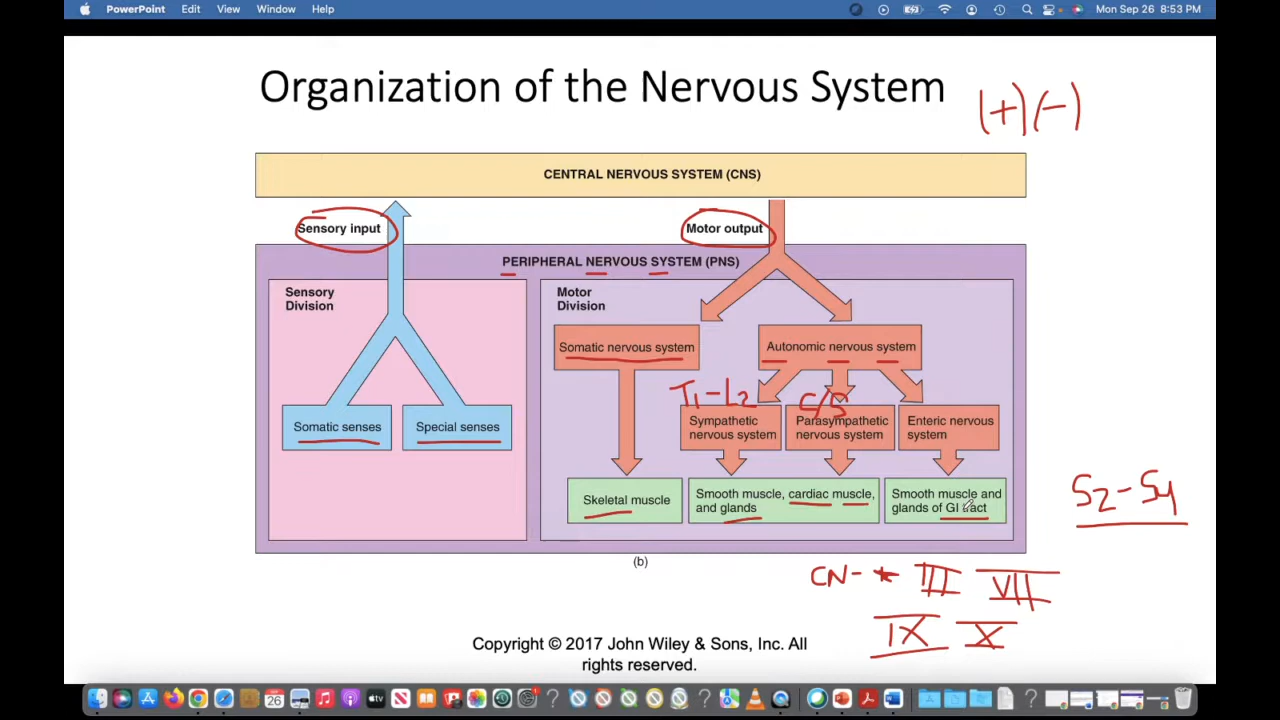 PowerPoint Edit View Window Help Mon Sep 26 8:53 PM
Organization of the Nervous System
(+)(-)
CENTRAL NERVOUS SYSTEM (CNS)
Sensory input
Motor output
PERIPHERAL NERVOUS SYSTEM (PNS)
Sensory
Division
Motor
Division
Somatic nervous system
Autonomic nervous system
T1-L2
C/S
Somatic senses
Special senses
Sympathetic
nervous system
Parasympathetic
nervous system
Enteric nervous
system
Skeletal muscle
Smooth muscle, cardiac muscle,
and glands
Smooth muscle and
glands of GI tract
S2-S4
(b)
CN- * III VII
IX X
Copyright © 2017 John Wiley & Sons, Inc. All
rights reserved.